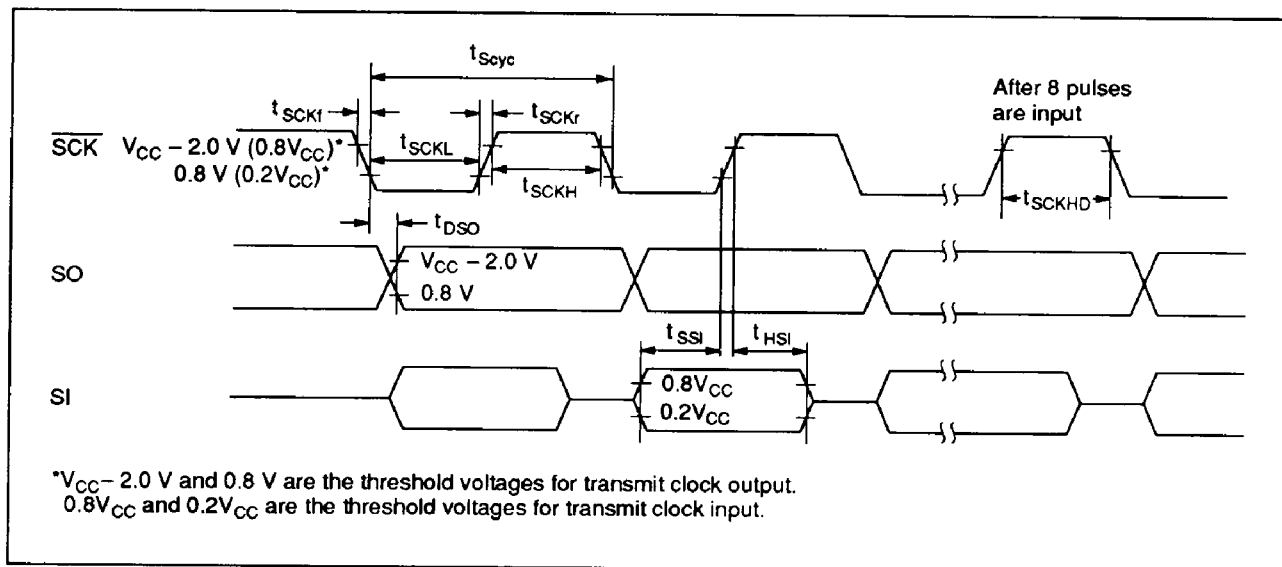 tScyc
After 8 pulses
are input
tSCKf
tSCKr
SCK VCC – 2.0 V (0.8VCC)*
tSCKL
0.8 V (0.2VCC)*
tSCKH
tSCKHD
tDSO
SO
VCC – 2.0 V
0.8 V
tSSI
tHSI
SI
0.8VCC
0.2VCC
*VCC– 2.0 V and 0.8 V are the threshold voltages for transmit clock output.
0.8VCC and 0.2VCC are the threshold voltages for transmit clock input.